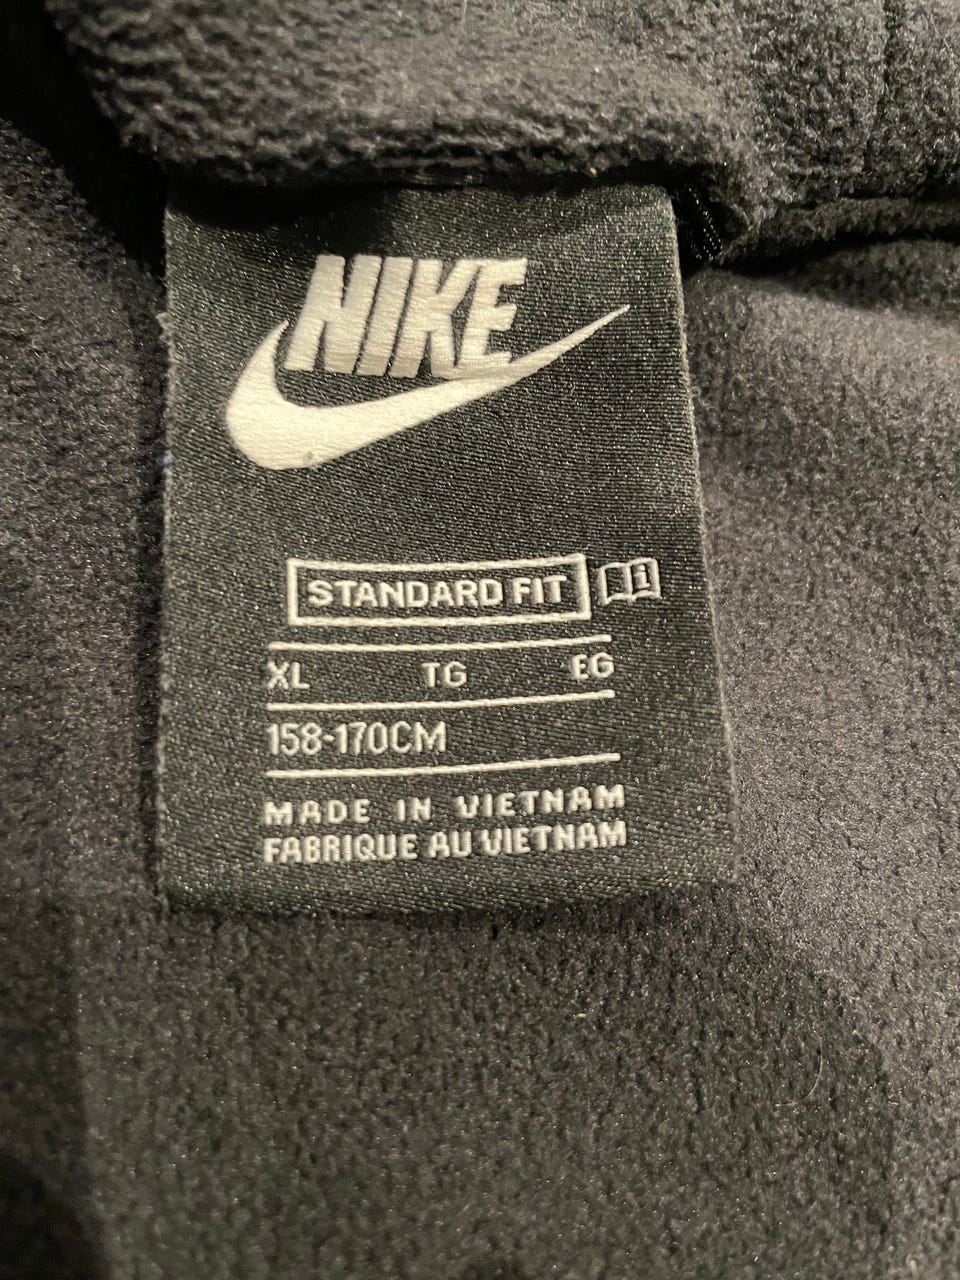 NIKE
STANDARD FIT i
XL TG EG
158-170CM
MADE IN VIETNAM
FABRIQUE AU VIETNAM